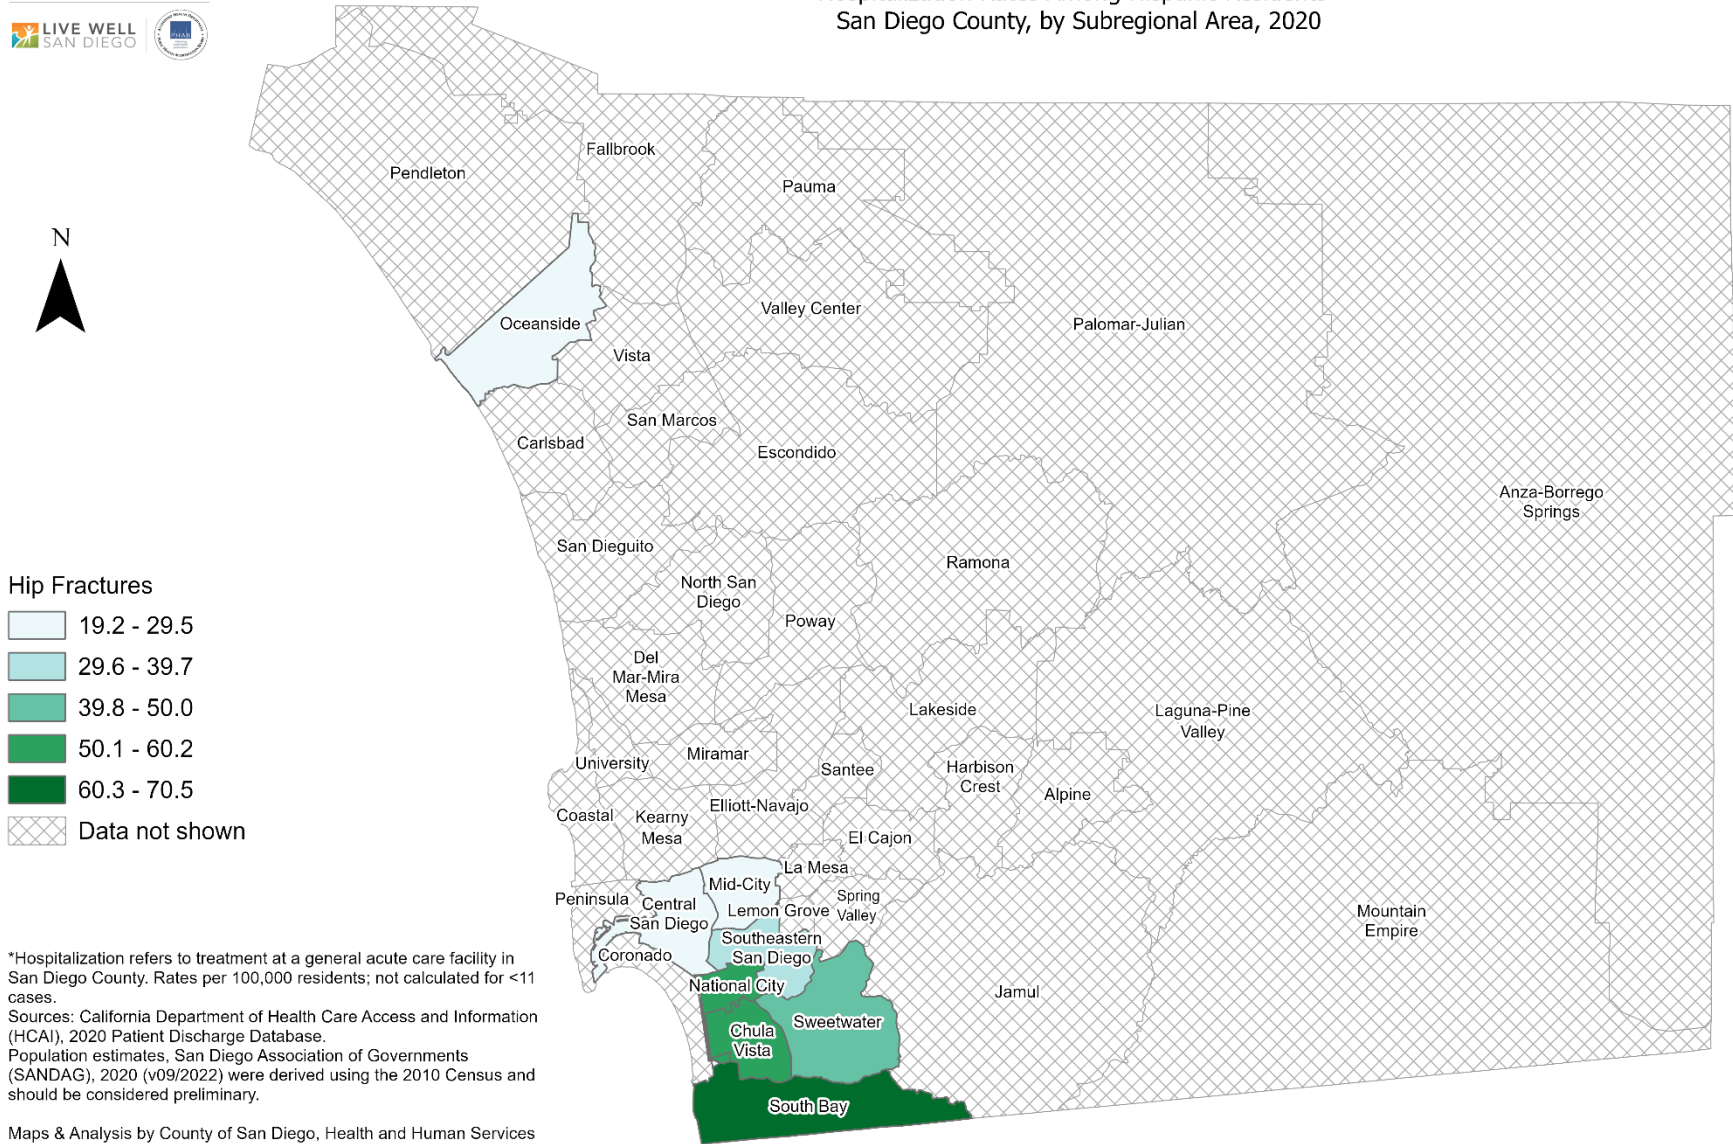 LIVE WELL
SAN DIEGO
PHAB
Hospitalization Rates Among Hispanic Residents
San Diego County, by Subregional Area, 2020
Fallbrook
Pendleton
Pauma
N
Valley Center
Oceanside
Palomar-Julian
Vista
San Marcos
Carlsbad
Escondido
Anza-Borrego
Springs
San Dieguito
Ramona
North San
Diego
Poway
Del
Mar-Mira
Mesa
Lakeside
Laguna-Pine
Valley
Miramar
University
Santee
Harbison
Crest
Alpine
Elliott-Navajo
Coastal
Kearny
Mesa
El Cajon
La Mesa
Mid-City
Peninsula
Central
San Diego
Lemon Grove
Spring
Valley
Mountain
Empire
Southeastern
San Diego
Coronado
National City
Jamul
Sweetwater
Chula
Vista
South Bay
Hip Fractures
19.2 - 29.5
29.6 - 39.7
39.8 - 50.0
50.1 - 60.2
60.3 - 70.5
Data not shown
*Hospitalization refers to treatment at a general acute care facility in
San Diego County. Rates per 100,000 residents; not calculated for <11
cases.
Sources: California Department of Health Care Access and Information
(HCAI), 2020 Patient Discharge Database.
Population estimates, San Diego Association of Governments
(SANDAG), 2020 (v09/2022) were derived using the 2010 Census and
should be considered preliminary.
Maps & Analysis by County of San Diego, Health and Human Services